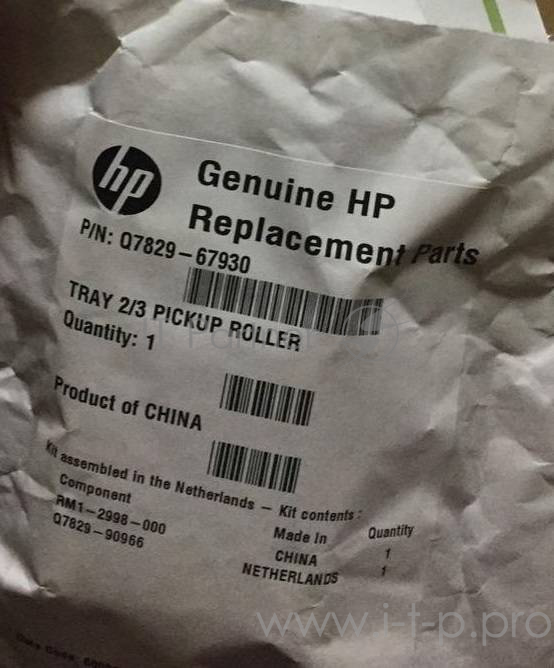 hp
Genuine HP
Replacement Parts
P/N: Q7829-67930
TRAY 2/3 PICKUP ROLLER
Quantity: 1
Product of CHINA
Kit assembled in the Netherlands – Kit contents:
Component Made In Quantity
RM1-2998-000 CHINA 1
Q7829-90966 NETHERLANDS 1
www.i-t-p.pro